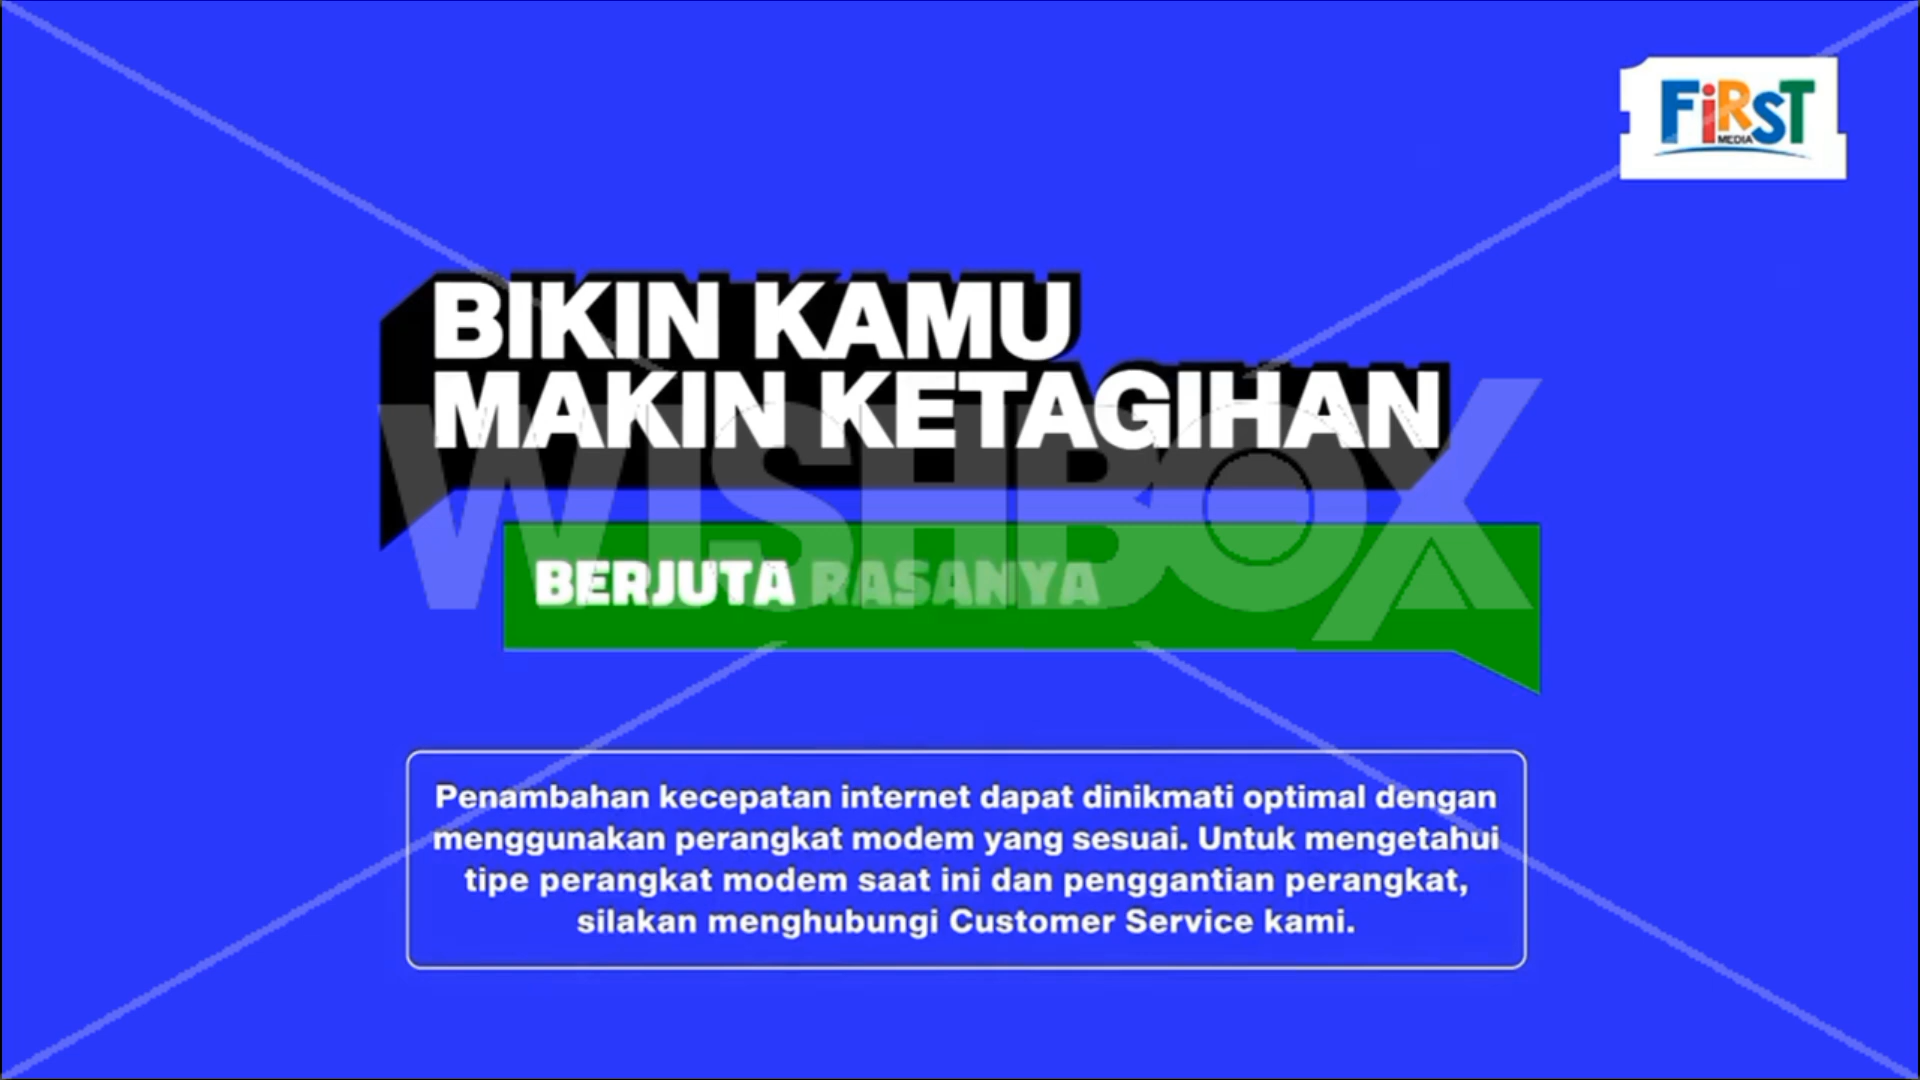 FiRST
MEDIA
BIKIN KAMU
MAKIN KETAGIHAN
WISHBOX
BERJUTA RASANYA
Penambahan kecepatan internet dapat dinikmati optimal dengan
menggunakan perangkat modem yang sesuai. Untuk mengetahui
tipe perangkat modem saat ini dan penggantian perangkat,
silakan menghubungi Customer Service kami.